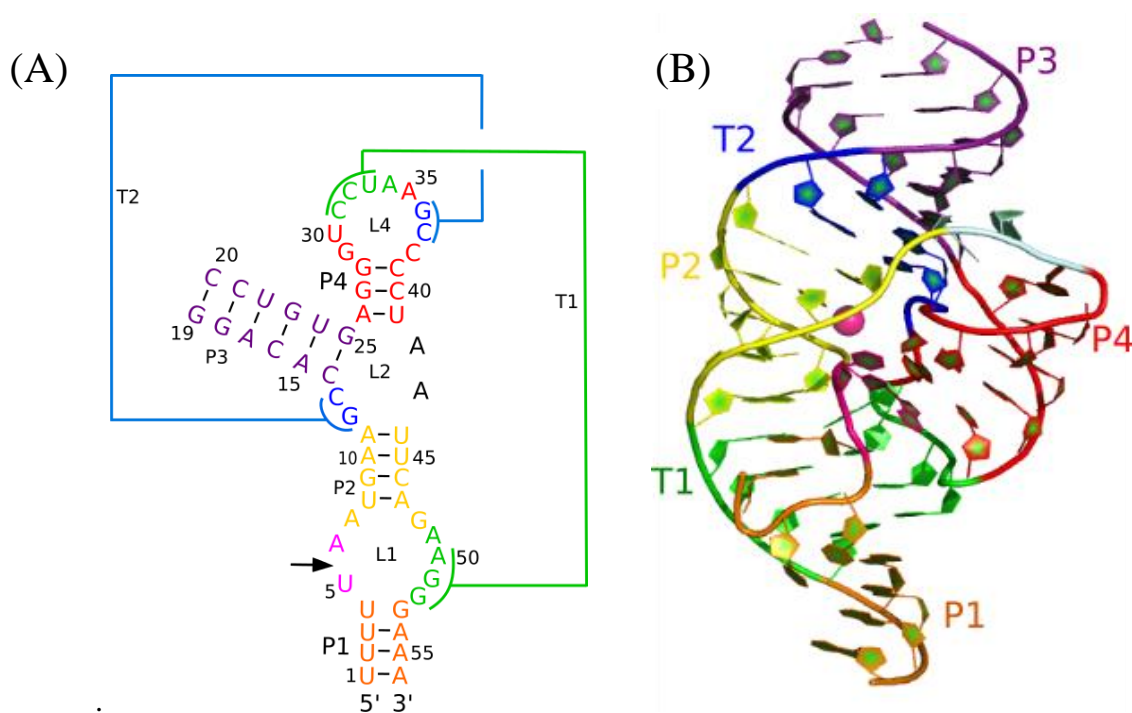 (A)
(B)
P3
T2
T2
35
U A A
C G
C C
30 U L4
G C
P4 G C
G C 40
A U
20
C C U G U G
25
19 G G A C A C
P3
15
L2
A
A
C
G
T1
P2
P4
T1
P1
A U
10 A U 45
P2 G C
U A
A G
A A
L1 A 50
5 U G
G
U G
P1 U A
U A 55
1 U A
5' 3'
.